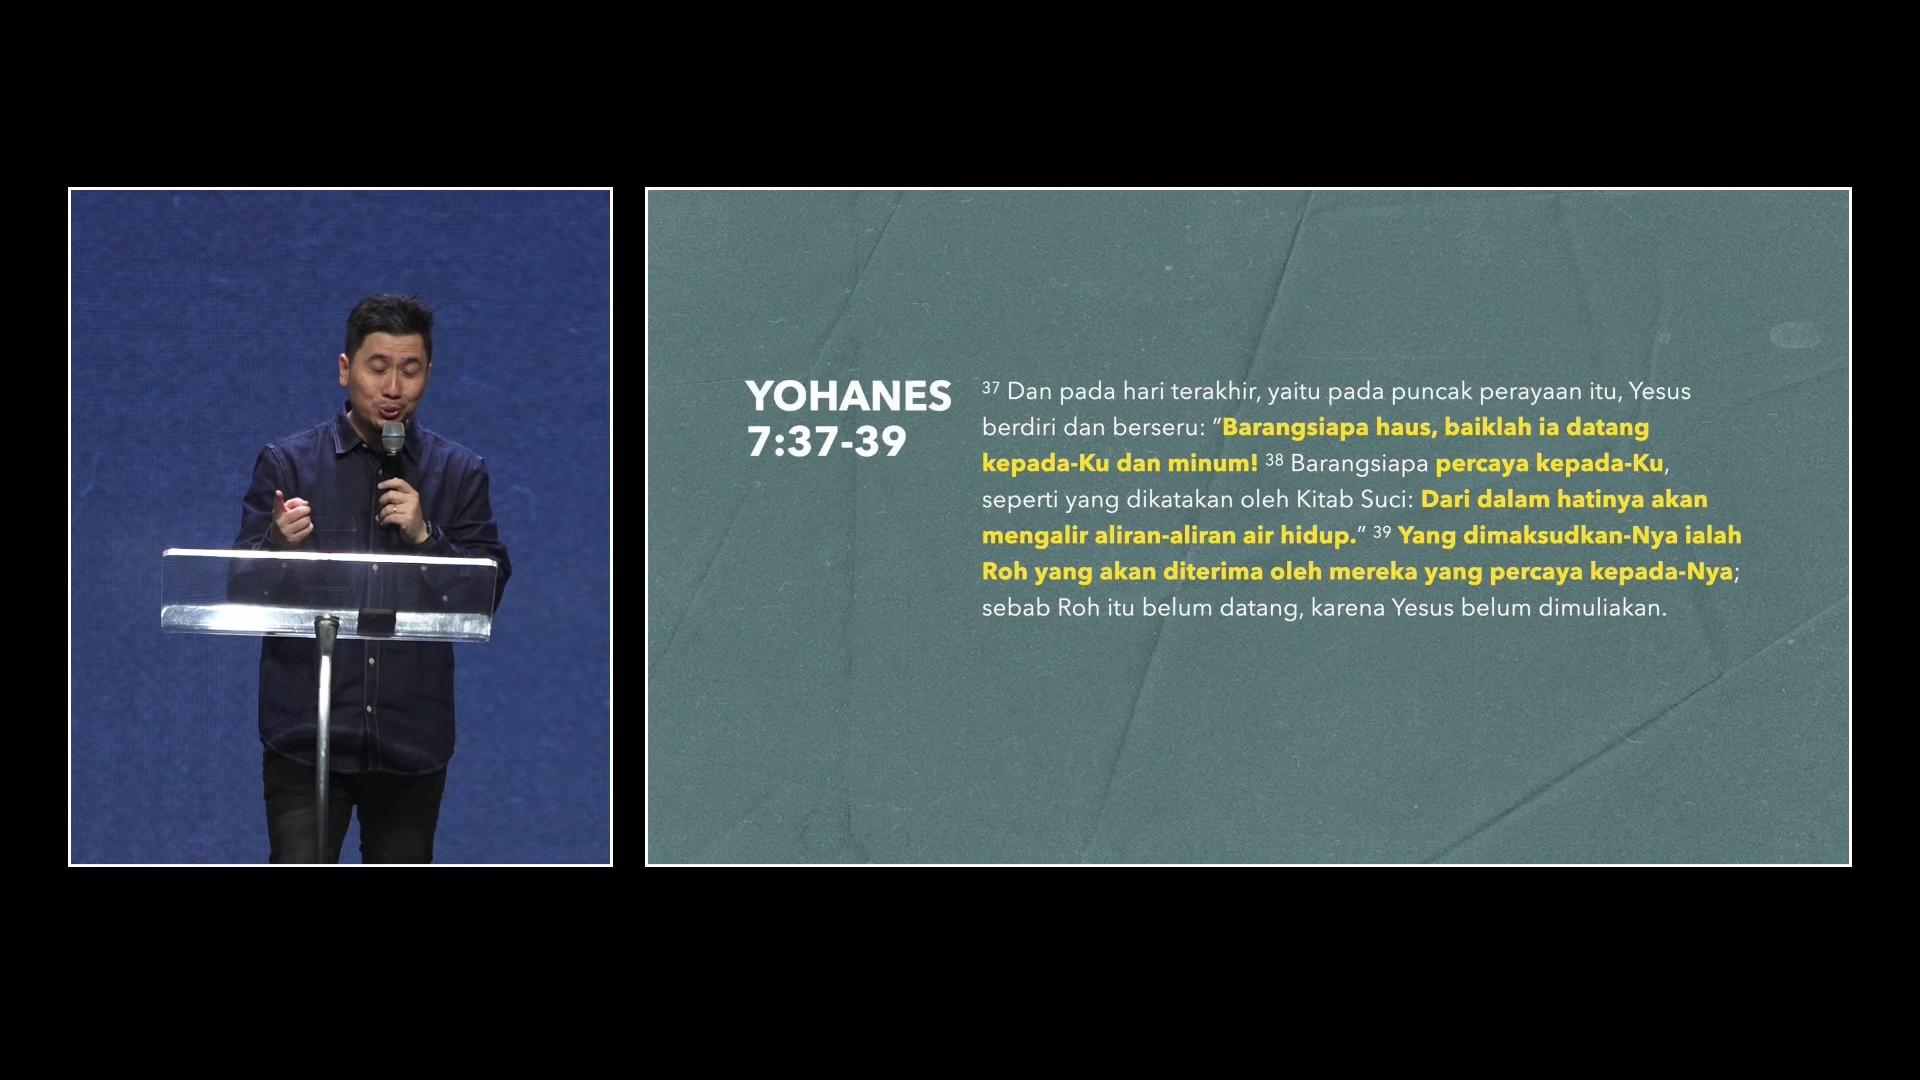 YOHANES
7:37-39
37 Dan pada hari terakhir, yaitu pada puncak perayaan itu, Yesus
berdiri dan berseru: "Barangsiapa haus, baiklah ia datang
kepada-Ku dan minum! 38 Barangsiapa percaya kepada-Ku,
seperti yang dikatakan oleh Kitab Suci: Dari dalam hatinya akan
mengalir aliran-aliran air hidup." 39 Yang dimaksudkan-Nya ialah
Roh yang akan diterima oleh mereka yang percaya kepada-Nya;
sebab Roh itu belum datang, karena Yesus belum dimuliakan.